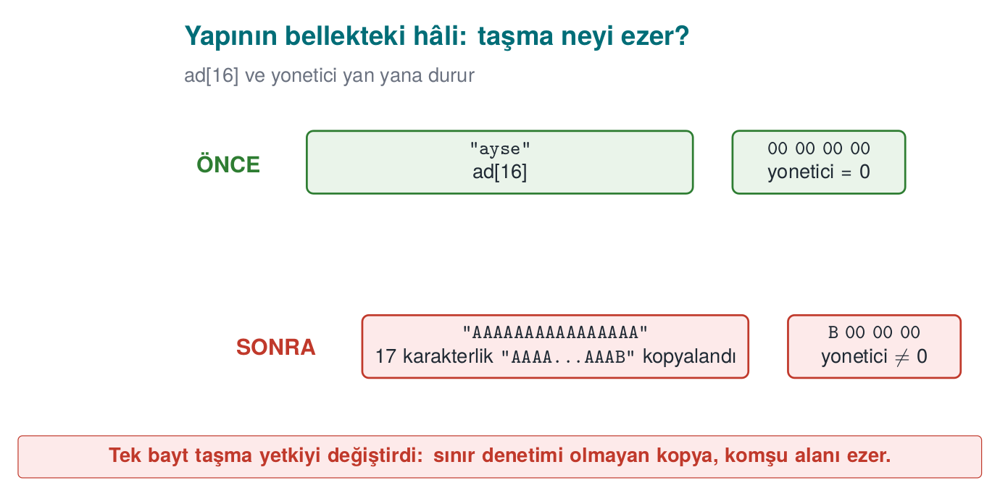 Yapının bellekteki hâli: taşma neyi ezer?
ad[16] ve yonetici yan yana durur
ÖNCE
"ayse"
ad[16]
00 00 00 00
yonetici = 0
SONRA
"AAAAAAAAAAAAAAAA"
17 karakterlik "AAAA...AAAB" kopyalandı
B 00 00 00
yonetici ≠ 0
Tek bayt taşma yetkiyi değiştirdi: sınır denetimi olmayan kopya, komşu alanı ezer.